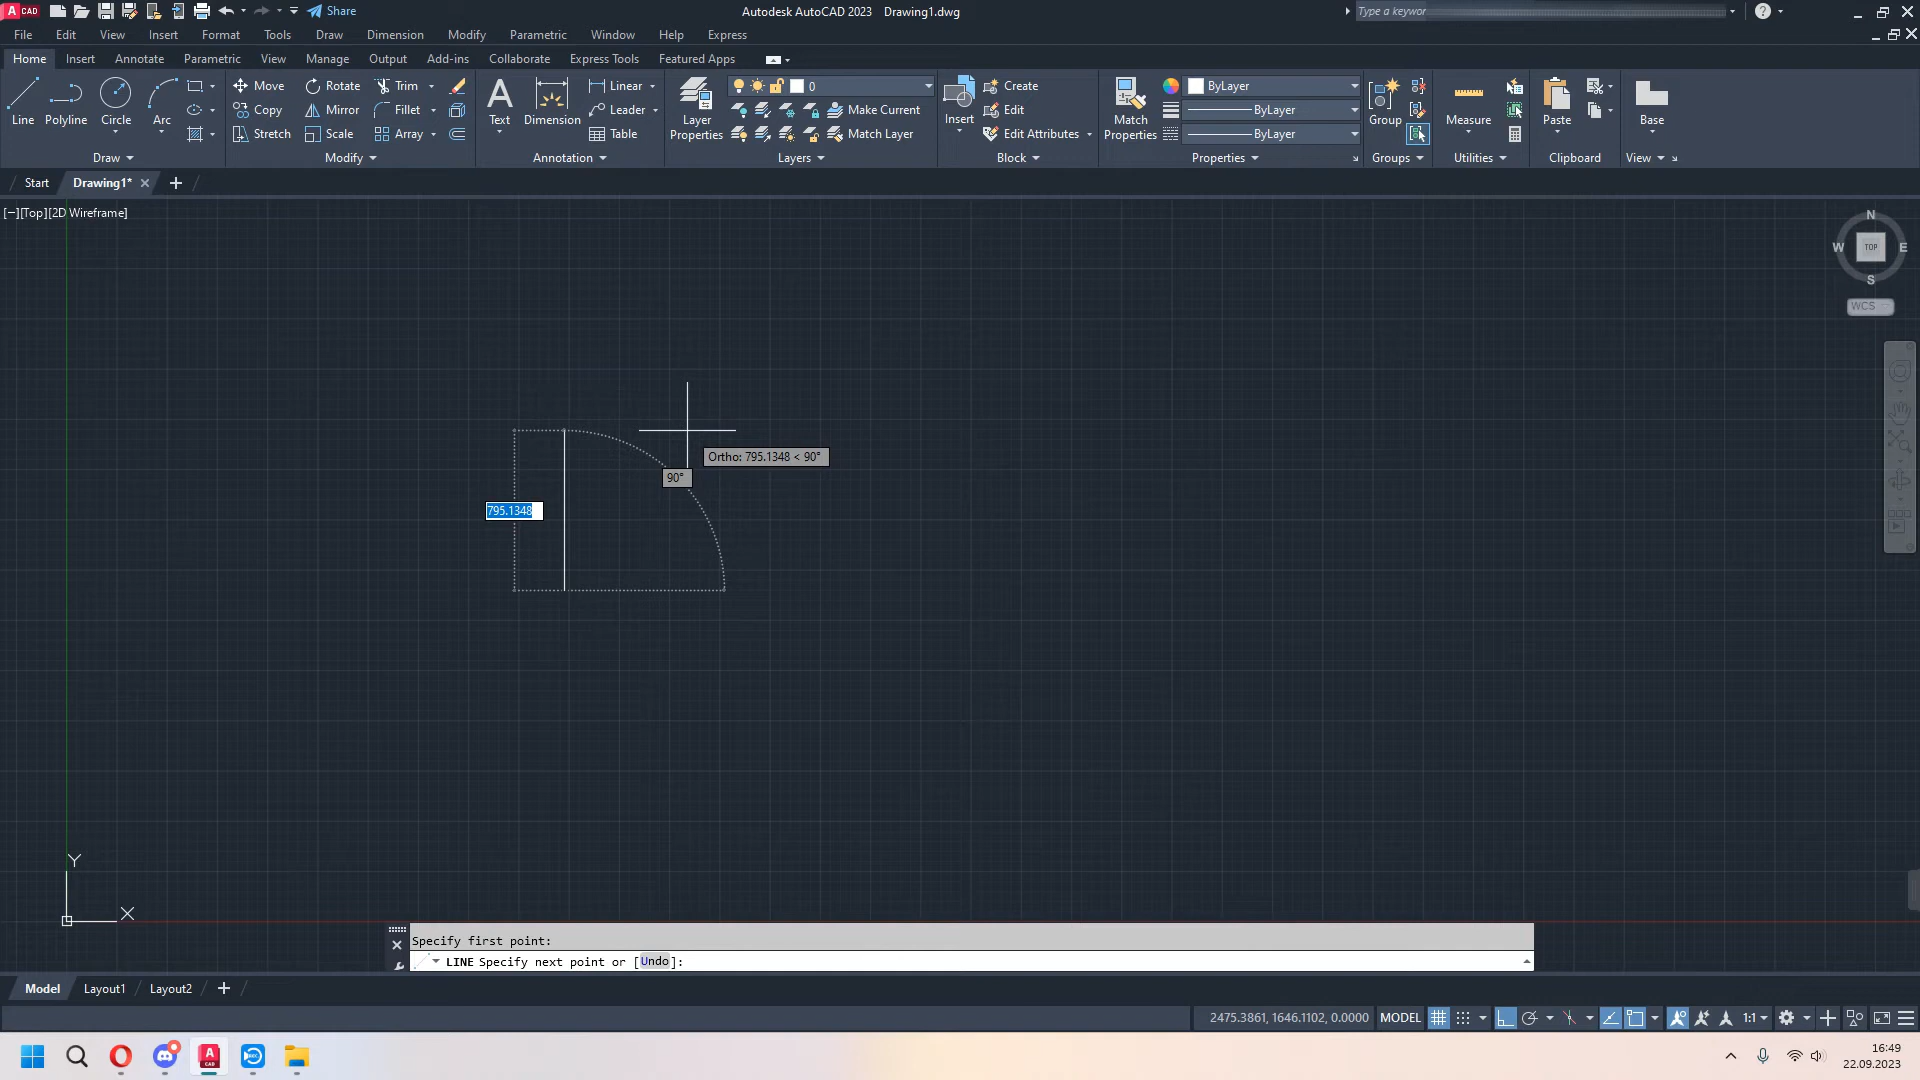 CAD
Share
Autodesk AutoCAD 2023 Drawing1.dwg
Type a keywor
File Edit View Insert Format Tools Draw Dimension Modify Parametric Window Help Express
Home Insert Annotate Parametric View Manage Output Add-ins Collaborate Express Tools Featured Apps
Line Polyline Circle Arc
Move Rotate Trim
Copy Mirror Fillet
Stretch Scale Array
Text Dimension
Linear
Leader
Table
Layer Properties
0
Make Current
Match Layer
Insert
Create
Edit
Edit Attributes
Match Properties
ByLayer
ByLayer
ByLayer
Group
Measure
Paste
Base
Draw Modify Annotation Layers Block Properties Groups Utilities Clipboard View
Start Drawing1*
[−][Top][2D Wireframe]
N
W TOP E
S
WCS
Ortho: 795.1348 < 90°
90°
795.1348
Y
X
Specify first point:
LINE Specify next point or [Undo]:
Model Layout1 Layout2
2475.3861, 1646.1102, 0.0000 MODEL 1:1
16:49
22.09.2023